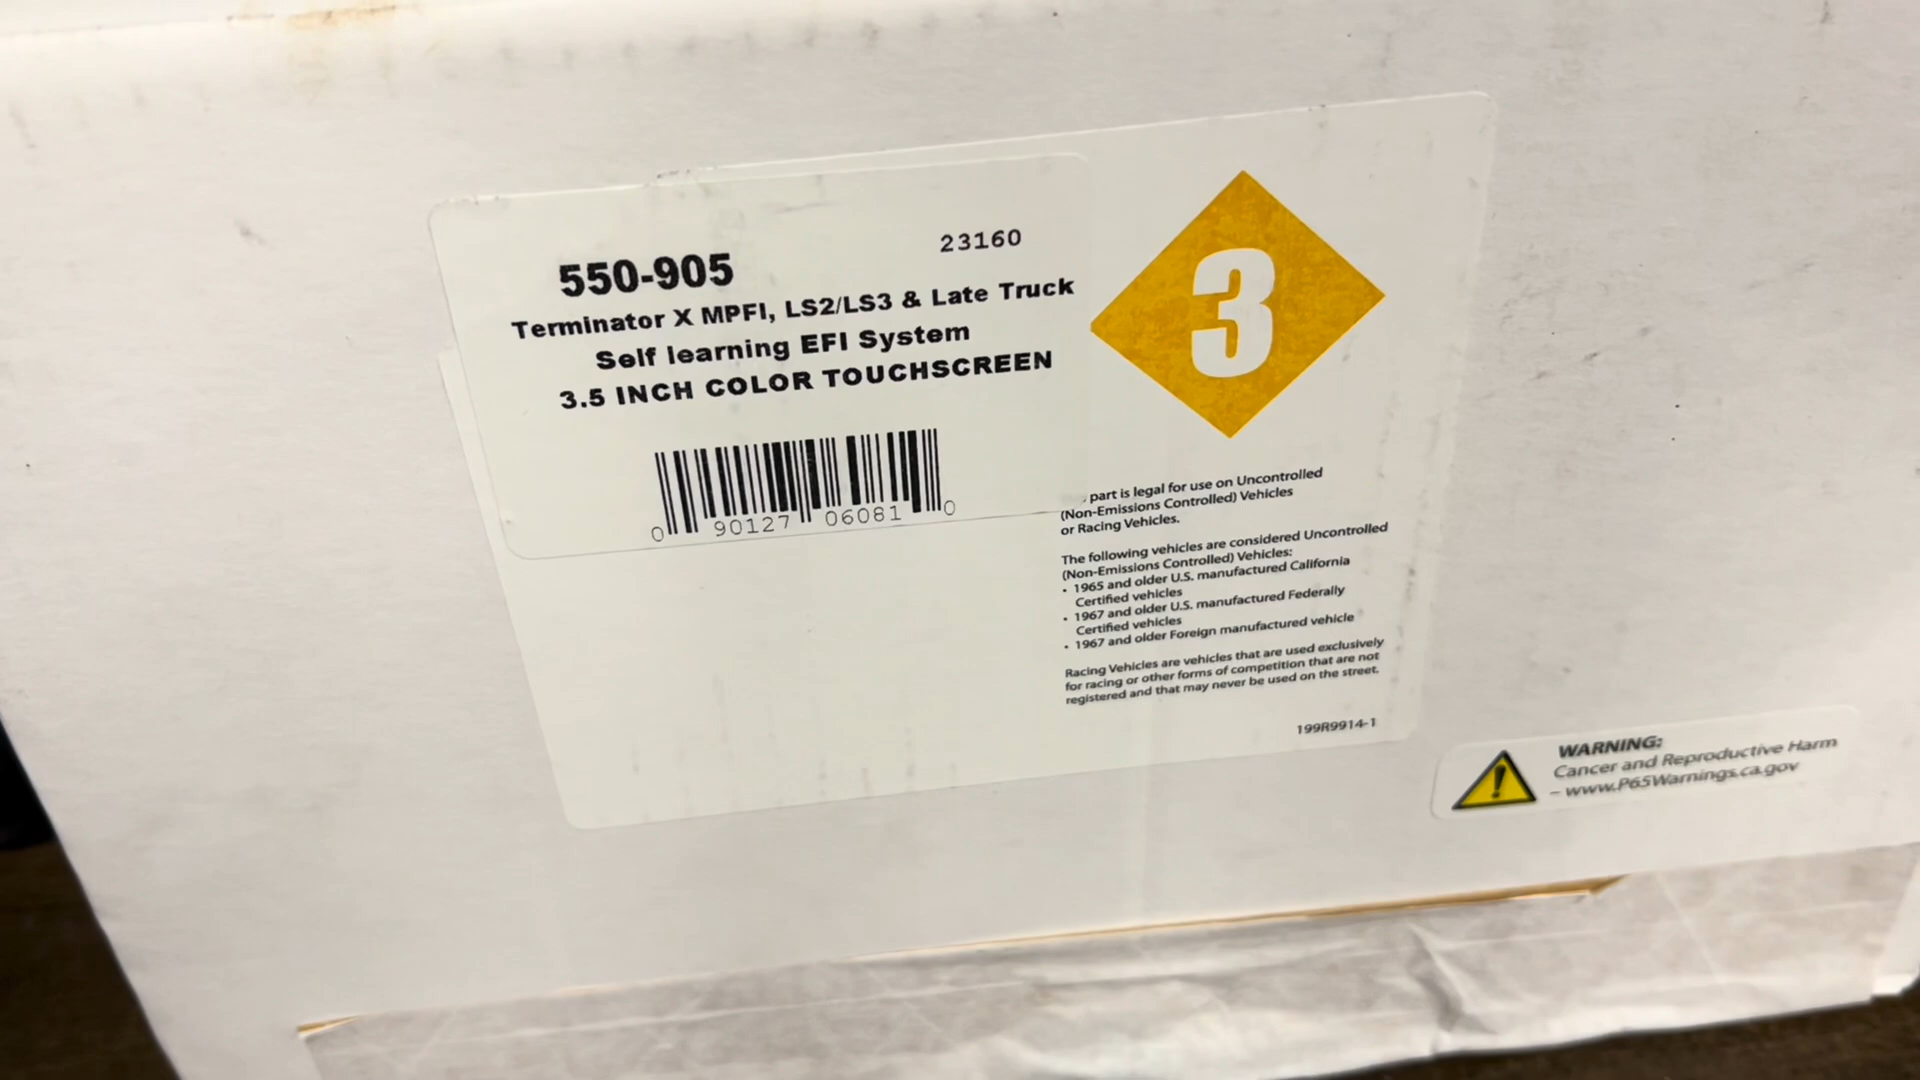 23160
550-905
Terminator X MPFI, LS2/LS3 & Late Truck
Self learning EFI System
3.5 INCH COLOR TOUCHSCREEN
0 90127 06081 0
3
part is legal for use on Uncontrolled
(Non-Emissions Controlled) Vehicles
or Racing Vehicles.
The following vehicles are considered Uncontrolled
(Non-Emissions Controlled) Vehicles:
• 1965 and older U.S. manufactured California
Certified vehicles
• 1967 and older U.S. manufactured Federally
Certified vehicles
• 1967 and older Foreign manufactured vehicle
Racing Vehicles are vehicles that are used exclusively
for racing or other forms of competition that are not
registered and that may never be used on the street.
199R9914-1
WARNING:
Cancer and Reproductive Harm
– www.P65Warnings.ca.gov